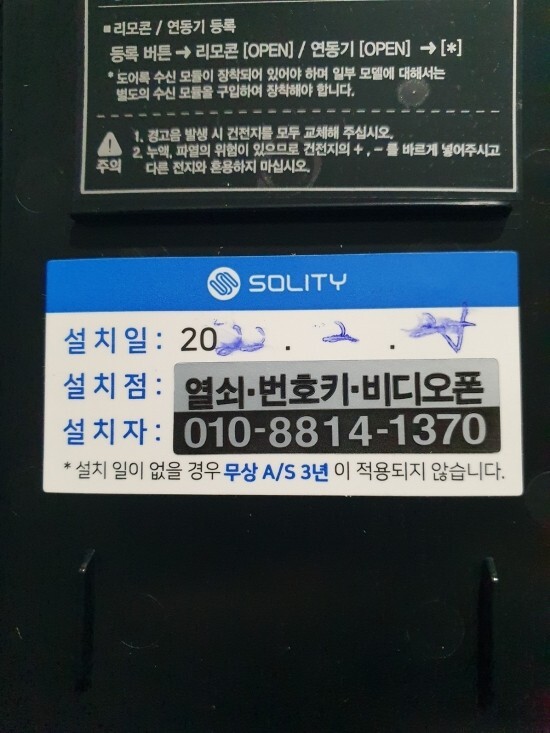 ▪리모콘 / 연동기 등록
등록 버튼 → 리모콘 [OPEN] / 연동기 [OPEN] → [*]
* 도어록 수신 모듈이 장착되어 있어야 하며 일부 모델에 대해서는
별도의 수신 모듈을 구입하여 장착해야 합니다.
주의
1. 경고음 발생 시 건전지를 모두 교체해 주십시오.
2. 누액, 파열의 위험이 있으므로 건전지의 +, - 를 바르게 넣어주시고
다른 전지와 혼용하지 마십시오.
SOLITY
설치일: 20 . 2 .
설치점: 열쇠·번호키·비디오폰
설치자: 010-8814-1370
* 설치 일이 없을 경우 무상 A/S 3년 이 적용되지 않습니다.